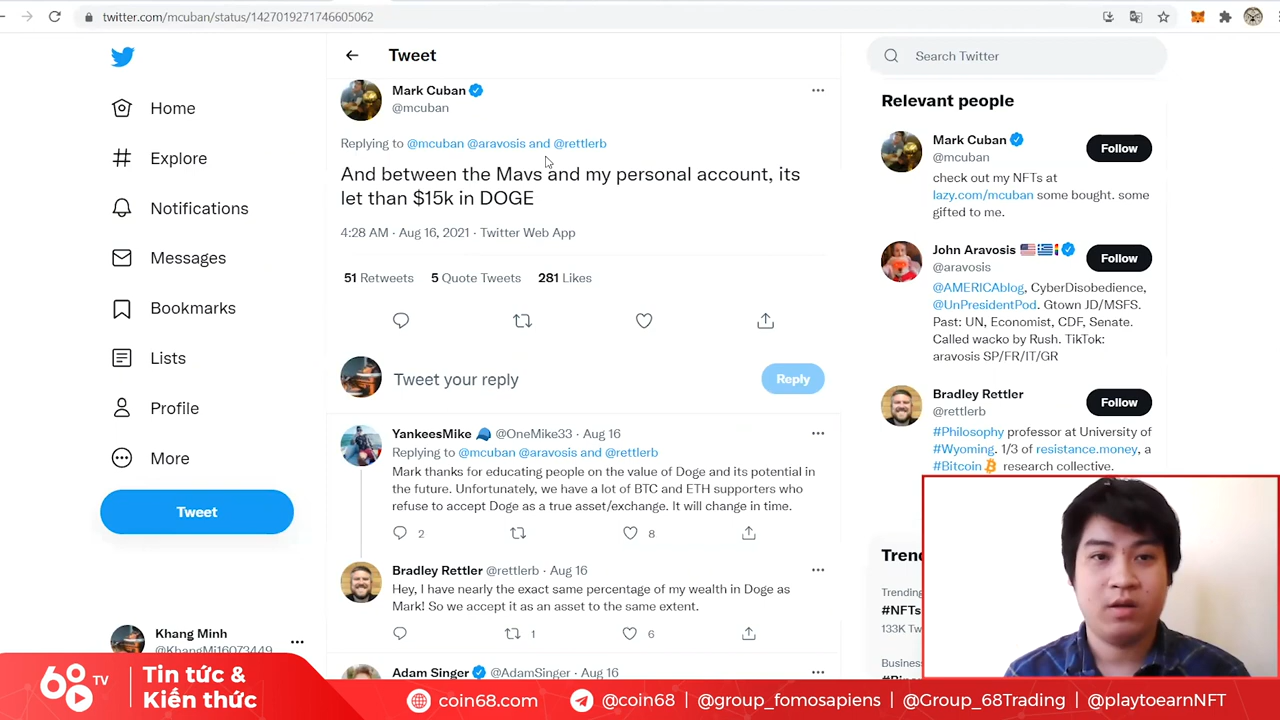 twitter.com/mcuban/status/1427019271746605062
Home
Explore
Notifications
Messages
Bookmarks
Lists
Profile
More
Tweet
Khang Minh
@KhangMi16073449
Tweet
Mark Cuban
@mcuban
Replying to @mcuban @aravosis and @rettlerb
And between the Mavs and my personal account, its
let than $15k in DOGE
4:28 AM · Aug 16, 2021 · Twitter Web App
51 Retweets 5 Quote Tweets 281 Likes
Tweet your reply
Reply
YankeesMike @OneMike33 · Aug 16
Replying to @mcuban @aravosis and @rettlerb
Mark thanks for educating people on the value of Doge and its potential in
the future. Unfortunately, we have a lot of BTC and ETH supporters who
refuse to accept Doge as a true asset/exchange. It will change in time.
2 8
Bradley Rettler @rettlerb · Aug 16
Hey, I have nearly the exact same percentage of my wealth in Doge as
Mark! So we accept it as an asset to the same extent.
1 6
Adam Singer @AdamSinger · Aug 16
Search Twitter
Relevant people
Mark Cuban
@mcuban
Follow
check out my NFTs at
lazy.com/mcuban some bought. some
gifted to me.
John Aravosis
@aravosis
Follow
@AMERICAblog, CyberDisobedience,
@UnPresidentPod. Gtown JD/MSFS.
Past: UN, Economist, CDF, Senate.
Called wacko by Rush. TikTok:
aravosis SP/FR/IT/GR
Bradley Rettler
@rettlerb
Follow
#Philosophy professor at University of
#Wyoming. 1/3 of resistance.money, a
#Bitcoin research collective.
Trending
#NFTs
133K Tw
68 TV
Tin tức &
Kiến thức
coin68.com @coin68 | @group_fomosapiens | @Group_68Trading | @playtoearnNFT